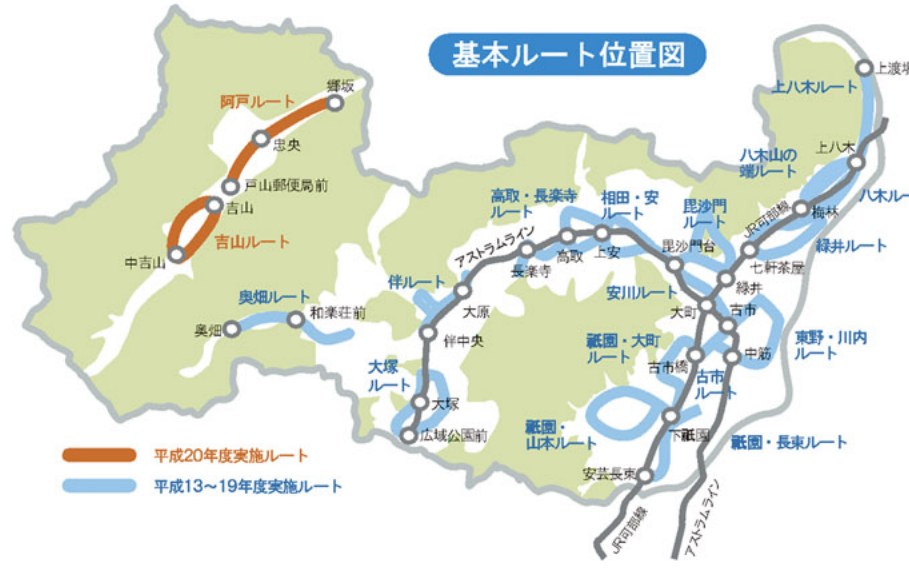 基本ルート位置図
上八木ルート
郷坂
阿戸ルート
忠央
戸山郵便局前
吉山
吉山ルート
中吉山
八木山の
端ルート
上八木
八木ルート
梅林
JR可部線
緑井ルート
七軒茶屋
緑井
高取・長楽寺
ルート
相田・安
ルート
毘沙門
ルート
毘沙門台
アストラムライン
長楽寺
高取
上安
安川ルート
大町
古市
伴ルート
大原
伴中央
奥畑ルート
和楽荘前
奥畑
大塚
ルート
大塚
広域公園前
祇園・大町
ルート
古市橋
古市
ルート
中筋
東野・川内
ルート
祇園・
山本ルート
下祇園
祇園・長束ルート
安芸長束
JR可部線
アストラムライン
平成20年度実施ルート
平成13～19年度実施ルート